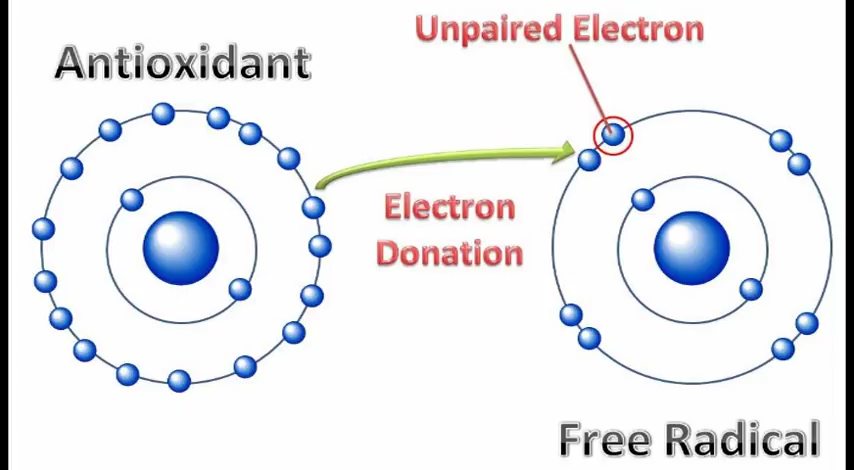 Unpaired Electron
Antioxidant
Electron
Donation
Free Radical